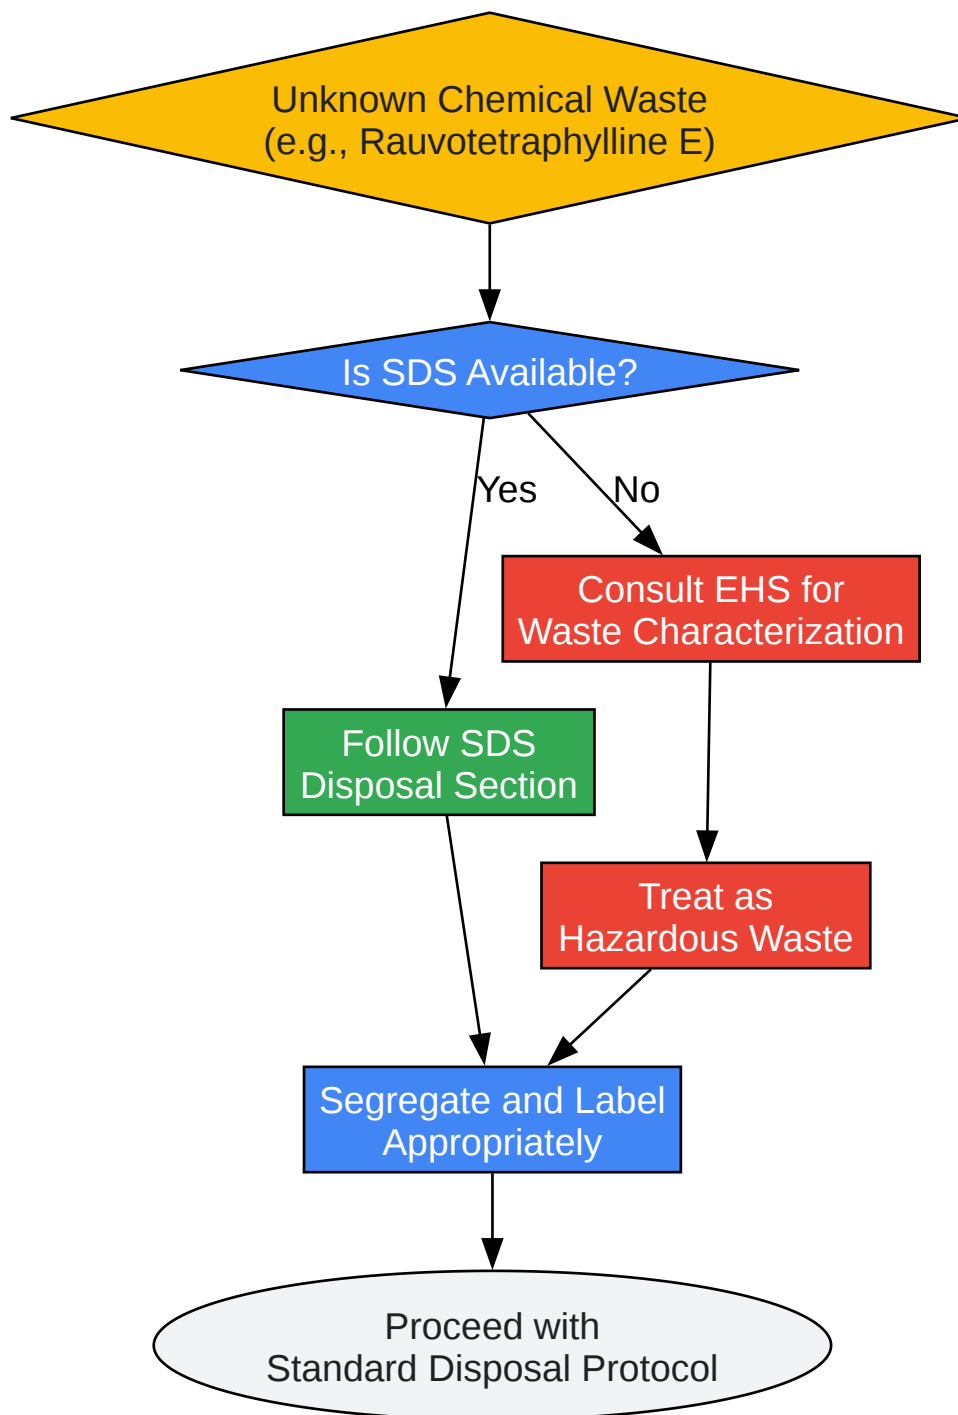 Unknown Chemical Waste
(e.g., Rauvotetraphylline E)
Is SDS Available?
Yes
No
Consult EHS for
Waste Characterization
Follow SDS
Disposal Section
Treat as
Hazardous Waste
Segregate and Label
Appropriately
Proceed with
Standard Disposal Protocol